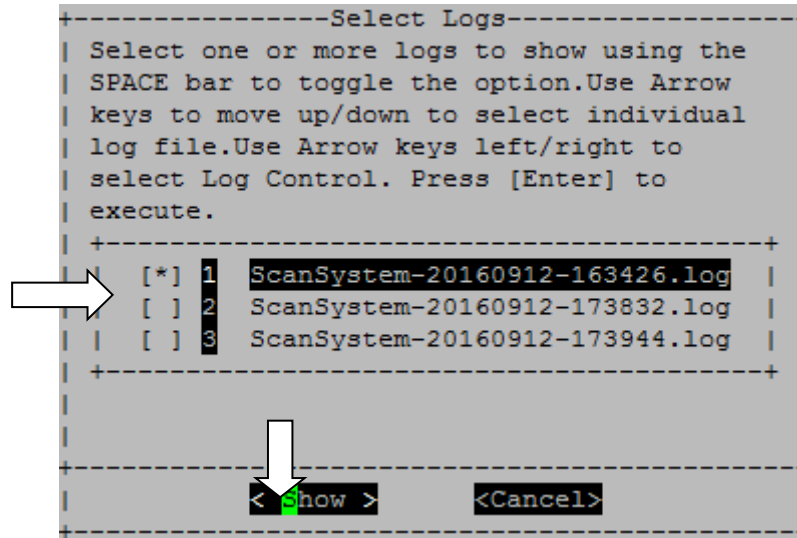 +----------------Select Logs------------------
| Select one or more logs to show using the
| SPACE bar to toggle the option.Use Arrow
| keys to move up/down to select individual
| log file.Use Arrow keys left/right to
| select Log Control. Press [Enter] to
| execute.
| +-----------------------------------------+
| | [*] 1 ScanSystem-20160912-163426.log |
| | [ ] 2 ScanSystem-20160912-173832.log |
| | [ ] 3 ScanSystem-20160912-173944.log |
| +-----------------------------------------+
|
|
+---------------------------------------------
| < Show > <Cancel>
+---------------------------------------------